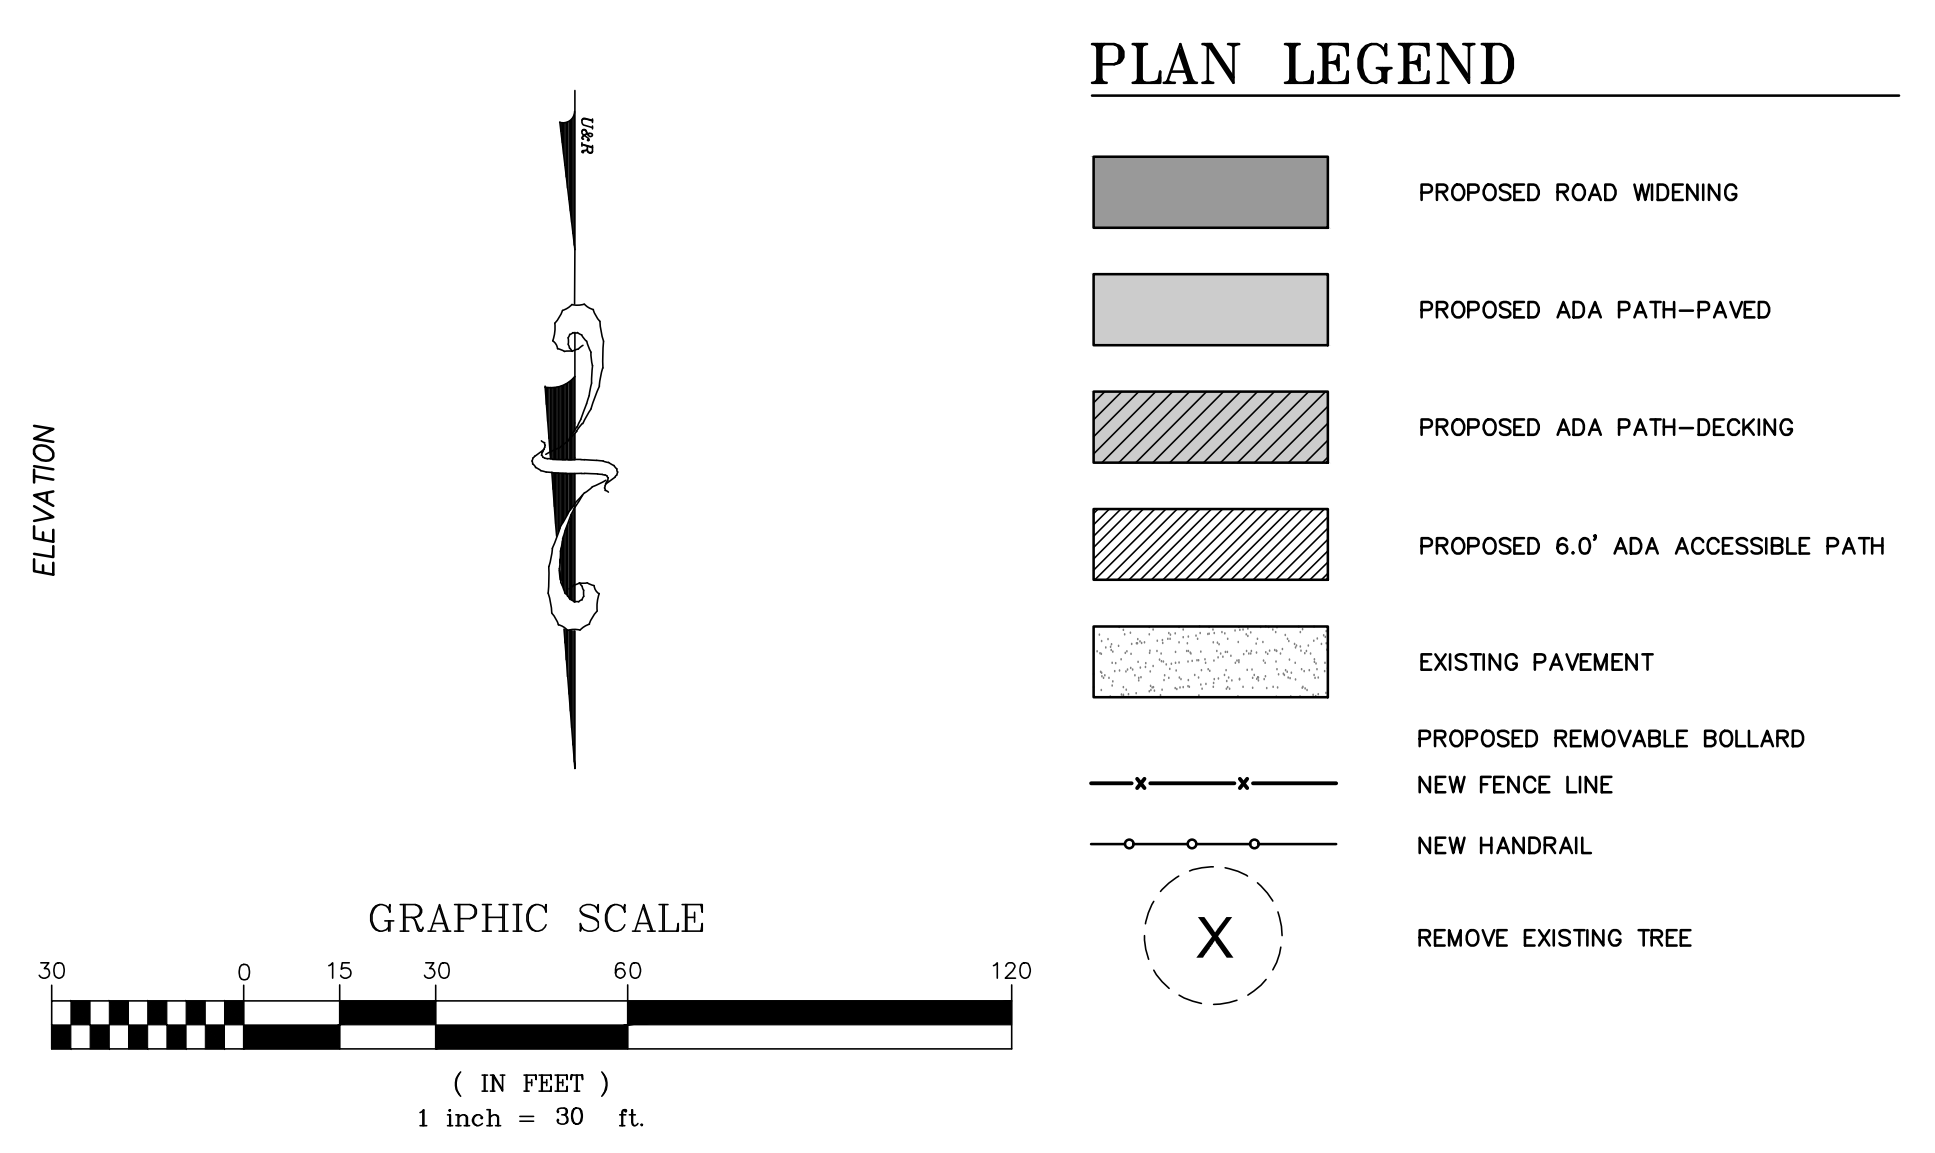 PLAN LEGEND
U&R
PROPOSED ROAD WIDENING
PROPOSED ADA PATH-PAVED
PROPOSED ADA PATH-DECKING
ELEVATION
PROPOSED 6.0' ADA ACCESSIBLE PATH
EXISTING PAVEMENT
PROPOSED REMOVABLE BOLLARD
NEW FENCE LINE
NEW HANDRAIL
X
REMOVE EXISTING TREE
GRAPHIC SCALE
30 0 15 30 60 120
( IN FEET )
1 inch = 30 ft.